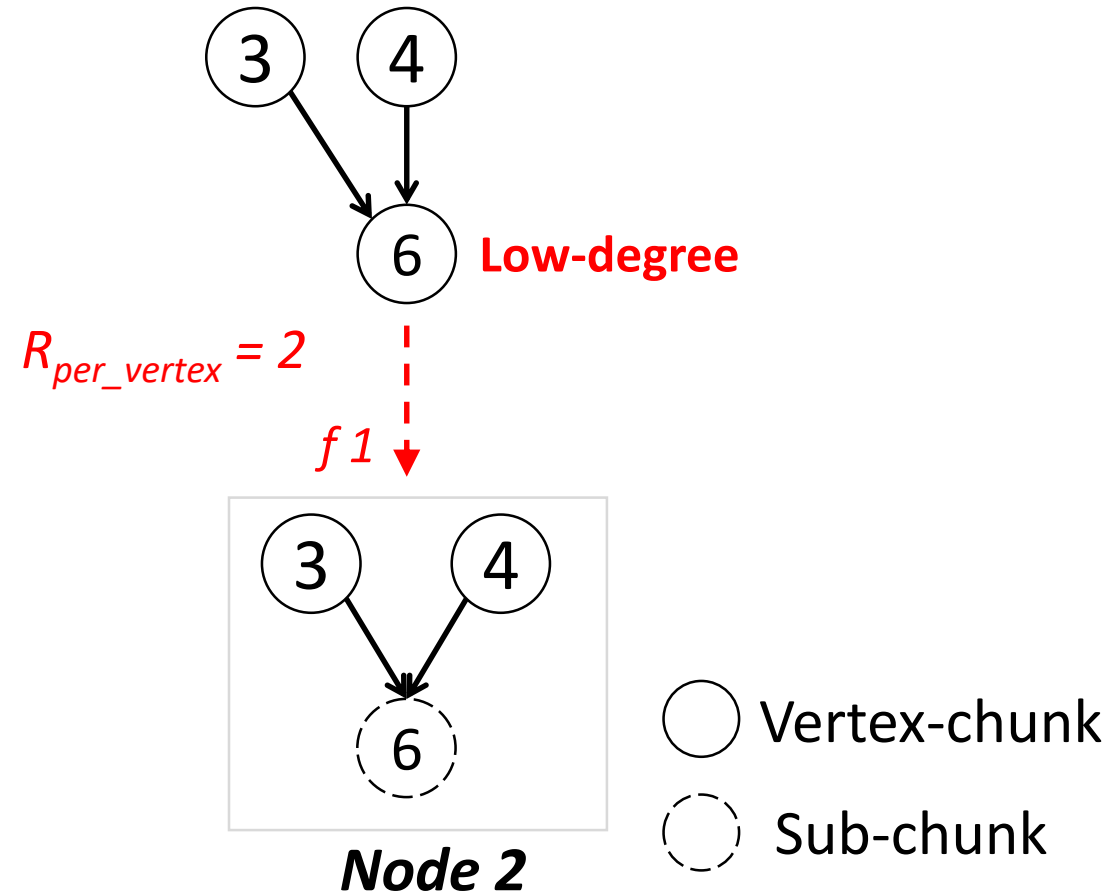 3 4
6 Low-degree
R_per_vertex = 2
f 1
3 4
6
Vertex-chunk
Sub-chunk
Node 2